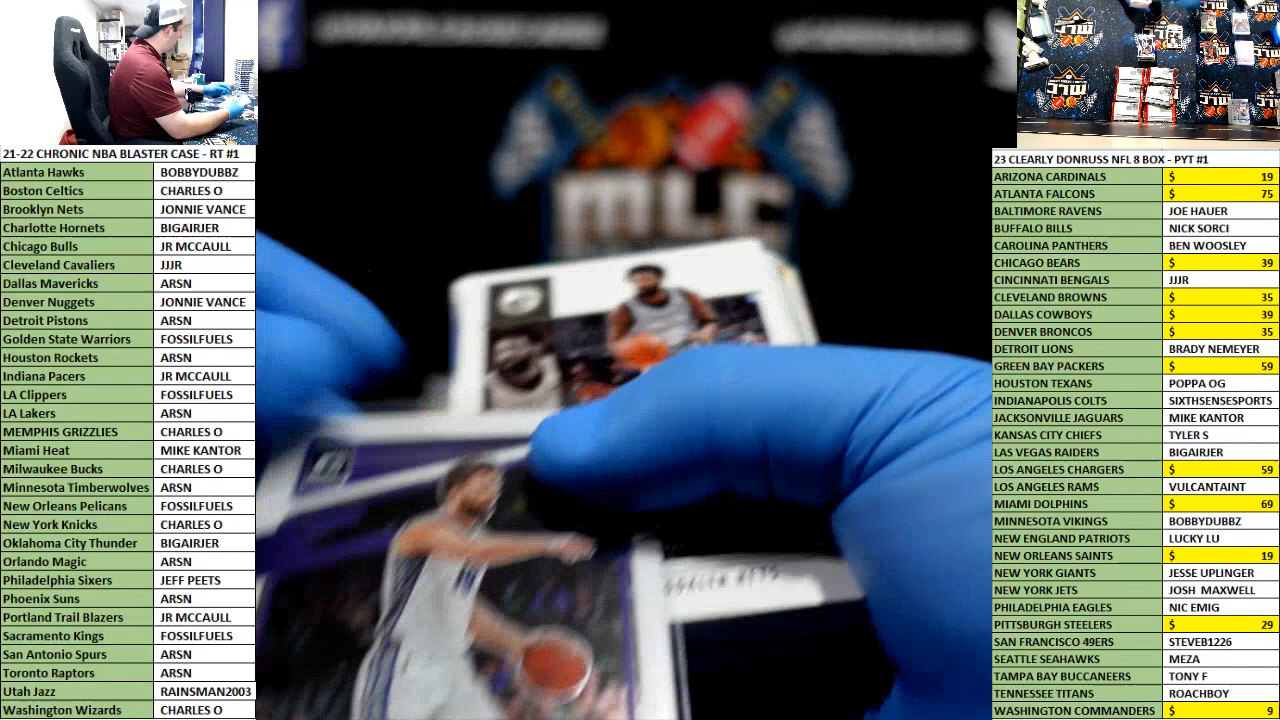 21-22 CHRONIC NBA BLASTER CASE - RT #1
Atlanta Hawks BOBBYDUBBZ
Boston Celtics CHARLES O
Brooklyn Nets JONNIE VANCE
Charlotte Hornets BIGAIRJER
Chicago Bulls JR MCCAULL
Cleveland Cavaliers JJJR
Dallas Mavericks ARSN
Denver Nuggets JONNIE VANCE
Detroit Pistons ARSN
Golden State Warriors FOSSILFUELS
Houston Rockets ARSN
Indiana Pacers JR MCCAULL
LA Clippers FOSSILFUELS
LA Lakers ARSN
MEMPHIS GRIZZLIES CHARLES O
Miami Heat MIKE KANTOR
Milwaukee Bucks CHARLES O
Minnesota Timberwolves ARSN
New Orleans Pelicans FOSSILFUELS
New York Knicks CHARLES O
Oklahoma City Thunder BIGAIRJER
Orlando Magic ARSN
Philadelphia Sixers JEFF PEETS
Phoenix Suns ARSN
Portland Trail Blazers JR MCCAULL
Sacramento Kings FOSSILFUELS
San Antonio Spurs ARSN
Toronto Raptors ARSN
Utah Jazz RAINSMAN2003
Washington Wizards CHARLES O
MLC
23 CLEARLY DONRUSS NFL 8 BOX - PYT #1
ARIZONA CARDINALS $ 19
ATLANTA FALCONS $ 75
BALTIMORE RAVENS JOE HAUER
BUFFALO BILLS NICK SORCI
CAROLINA PANTHERS BEN WOOSLEY
CHICAGO BEARS $ 39
CINCINNATI BENGALS JJJR
CLEVELAND BROWNS $ 35
DALLAS COWBOYS $ 39
DENVER BRONCOS $ 35
DETROIT LIONS BRADY NEMEYER
GREEN BAY PACKERS $ 59
HOUSTON TEXANS POPPA OG
INDIANAPOLIS COLTS SIXTHSENSESPORTS
JACKSONVILLE JAGUARS MIKE KANTOR
KANSAS CITY CHIEFS TYLER S
LAS VEGAS RAIDERS BIGAIRJER
LOS ANGELES CHARGERS $ 59
LOS ANGELES RAMS VULCANTAINT
MIAMI DOLPHINS $ 69
MINNESOTA VIKINGS BOBBYDUBBZ
NEW ENGLAND PATRIOTS LUCKY LU
NEW ORLEANS SAINTS $ 19
NEW YORK GIANTS JESSE UPLINGER
NEW YORK JETS JOSH MAXWELL
PHILADELPHIA EAGLES NIC EMIG
PITTSBURGH STEELERS $ 29
SAN FRANCISCO 49ERS STEVEB1226
SEATTLE SEAHAWKS MEZA
TAMPA BAY BUCCANEERS TONY F
TENNESSEE TITANS ROACHBOY
WASHINGTON COMMANDERS $ 9